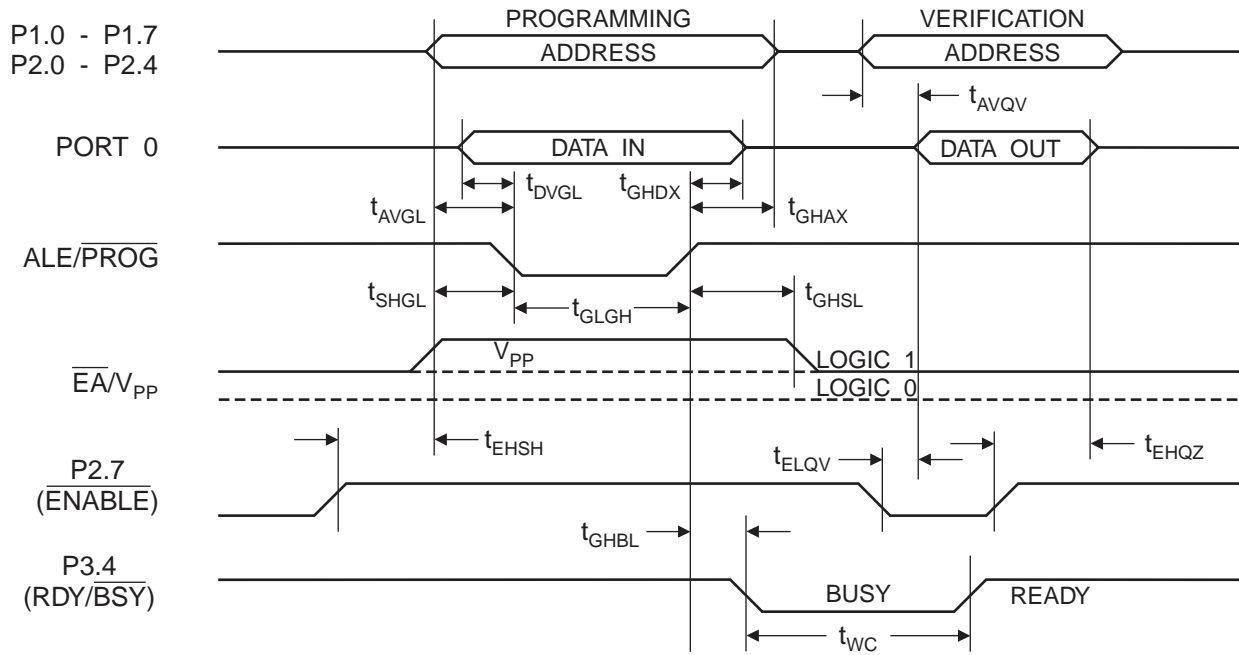 PROGRAMMING VERIFICATION
P1.0 - P1.7
P2.0 - P2.4
ADDRESS ADDRESS
tAVQV
PORT 0
DATA IN DATA OUT
tDVGL tGHDX
tAVGL tGHAX
ALE/PROG
tSHGL tGLGH tGHSL
EA/VPP
VPP
LOGIC 1
LOGIC 0
tEHSH
tELQV tEHQZ
P2.7
(ENABLE)
tGHBL
P3.4
(RDY/BSY)
BUSY READY
tWC